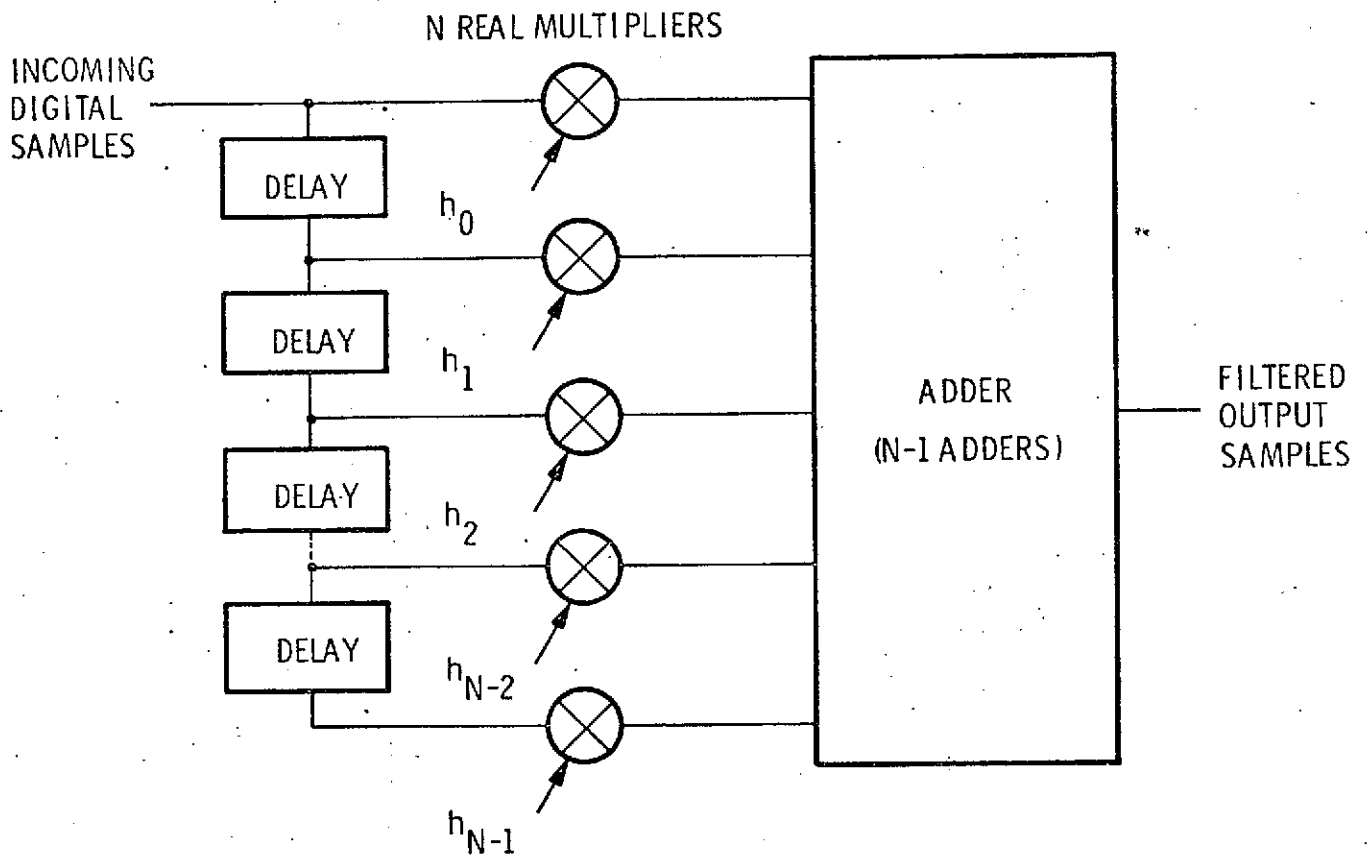 N REAL MULTIPLIERS
INCOMING
DIGITAL
SAMPLES
DELAY
h0
DELAY
h1
DELAY
h2
DELAY
hN-2
hN-1
ADDER
(N-1 ADDERS)
FILTERED
OUTPUT
SAMPLES